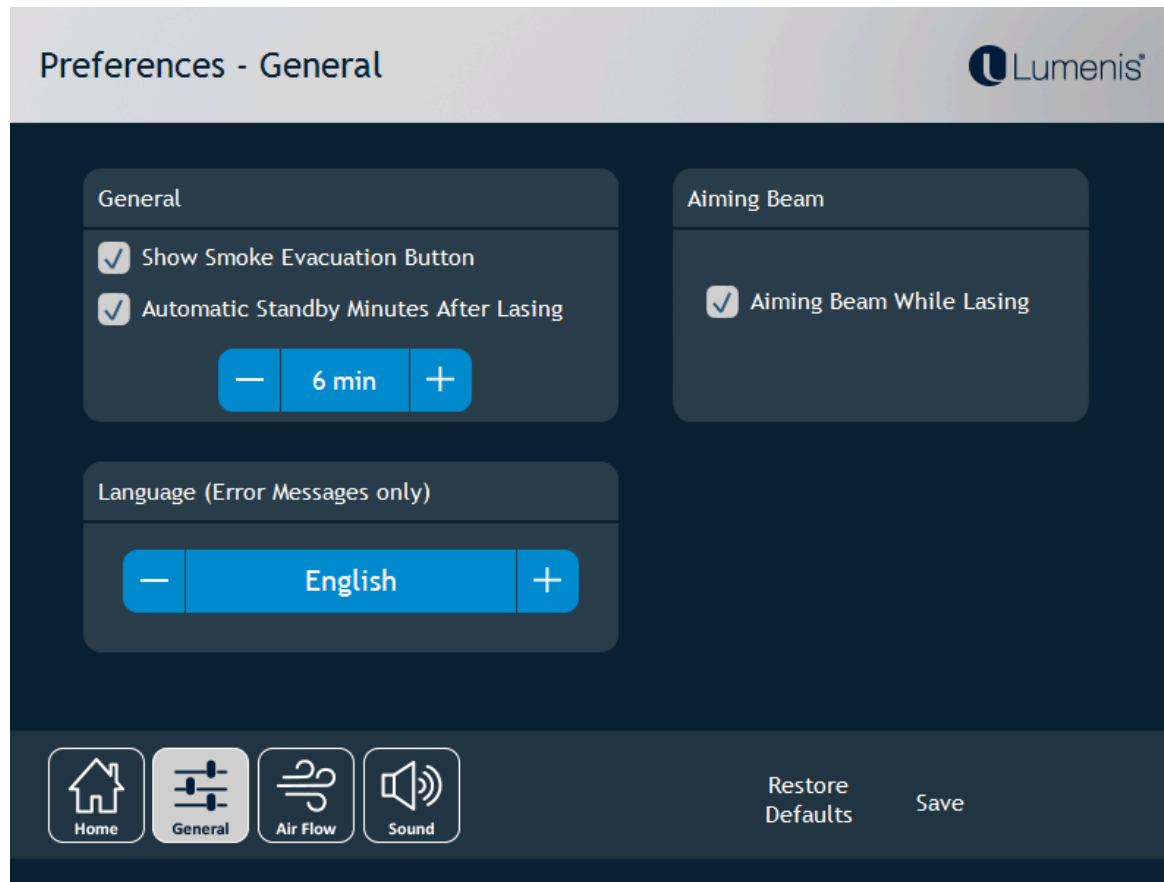 Preferences - General
Lumenis®
General
Show Smoke Evacuation Button
Automatic Standby Minutes After Lasing
6 min
Aiming Beam
Aiming Beam While Lasing
Language (Error Messages only)
English
Home
General
Air Flow
Sound
Restore
Defaults
Save